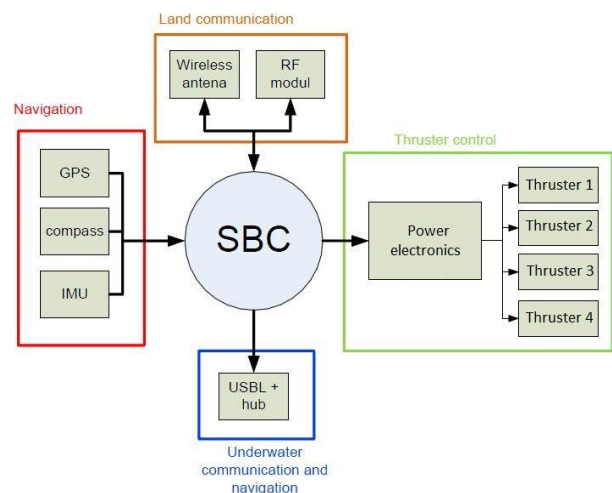 Land communication
Wireless
antena
RF
modul
Navigation
GPS
compass
IMU
SBC
Thruster control
Power
electronics
Thruster 1
Thruster 2
Thruster 3
Thruster 4
USBL +
hub
Underwater
communication and
navigation